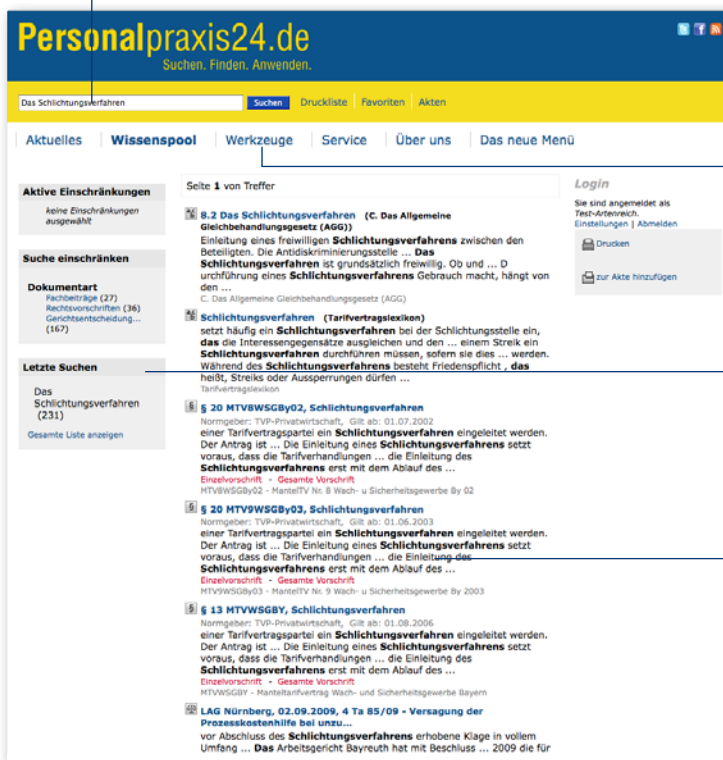 Personalpraxis24.de
Suchen. Finden. Anwenden.
Das Schlichtungsverfahren
Suchen
Druckliste
Favoriten
Akten
Aktuelles
Wissenspool
Werkzeuge
Service
Über uns
Das neue Menü
Aktive Einschränkungen
keine Einschränkungen
ausgewählt
Suche einschränken
Dokumentart
Fachbeiträge (27)
Rechtsvorschriften (36)
Gerichtsentscheidung...
(167)
Letzte Suchen
Das
Schlichtungsverfahren
(231)
Gesamte Liste anzeigen
Seite 1 von Treffer
8.2 Das Schlichtungsverfahren (C. Das Allgemeine
Gleichbehandlungsgesetz (AGG))
Einleitung eines freiwilligen Schlichtungsverfahrens zwischen den
Beteiligten. Die Antidiskriminierungsstelle ... Das
Schlichtungsverfahren ist grundsätzlich freiwillig. Ob und ... D
urchführung eines Schlichtungsverfahrens Gebrauch macht, hängt von
den ...
C. Das Allgemeine Gleichbehandlungsgesetz (AGG)
Schlichtungsverfahren (Tarifvertragslexikon)
setzt häufig ein Schlichtungsverfahren bei der Schlichtungsstelle ein,
das die Interessengegensätze ausgleichen und den ... einem Streik ein
Schlichtungsverfahren durchführen müssen, sofern sie dies ... werden.
Während des Schlichtungsverfahrens besteht Friedenspflicht , das
heißt, Streiks oder Aussperrungen dürfen ...
Tarifvertragslexikon
§ § 20 MTV8WSGBy02, Schlichtungsverfahren
Normgeber: TVP-Privatwirtschaft, Gilt ab: 01.07.2002
einer Tarifvertragspartei ein Schlichtungsverfahren eingeleitet werden.
Der Antrag ist ... Die Einleitung eines Schlichtungsverfahrens setzt
voraus, dass die Tarifverhandlungen ... die Einleitung des
Schlichtungsverfahrens erst mit dem Ablauf des ...
Einzelvorschrift - Gesamte Vorschrift
MTV8WSGBy02 - MantelTV Nr. 8 Wach- u Sicherheitsgewerbe By 02
§ § 20 MTV9WSGBy03, Schlichtungsverfahren
Normgeber: TVP-Privatwirtschaft, Gilt ab: 01.06.2003
einer Tarifvertragspartei ein Schlichtungsverfahren eingeleitet werden.
Der Antrag ist ... Die Einleitung eines Schlichtungsverfahrens setzt
voraus, dass die Tarifverhandlungen ... die Einleitung des
Schlichtungsverfahrens erst mit dem Ablauf des ...
Einzelvorschrift - Gesamte Vorschrift
MTV9WSGBy03 - MantelTV Nr. 9 Wach- u Sicherheitsgewerbe By 2003
§ § 13 MTVWSGBY, Schlichtungsverfahren
Normgeber: TVP-Privatwirtschaft, Gilt ab: 01.08.2006
einer Tarifvertragspartei ein Schlichtungsverfahren eingeleitet werden.
Der Antrag ist ... Die Einleitung eines Schlichtungsverfahrens setzt
voraus, dass die Tarifverhandlungen ... die Einleitung des
Schlichtungsverfahrens erst mit dem Ablauf des ...
Einzelvorschrift - Gesamte Vorschrift
MTVWSGBY - Manteltarifvertrag Wach- und Sicherheitsgewerbe Bayern
LAG Nürnberg, 02.09.2009, 4 Ta 85/09 - Versagung der
Prozesskostenhilfe bei unzu...
vor Abschluss des Schlichtungsverfahrens erhobene Klage in vollem
Umfang ... Das Arbeitsgericht Bayreuth hat mit Beschluss ... 2009 die für
Login
Sie sind angemeldet als
Test-Artenreich.
Einstellungen | Abmelden
Drucken
zur Akte hinzufügen